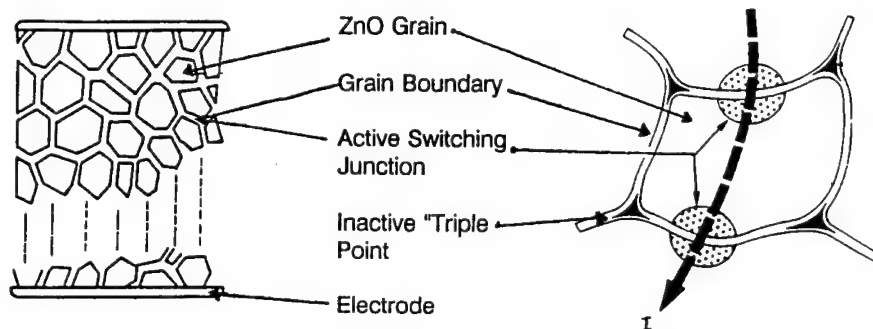 ZnO Grain
Grain Boundary
Active Switching
Junction
Inactive "Triple
Point
Electrode
I